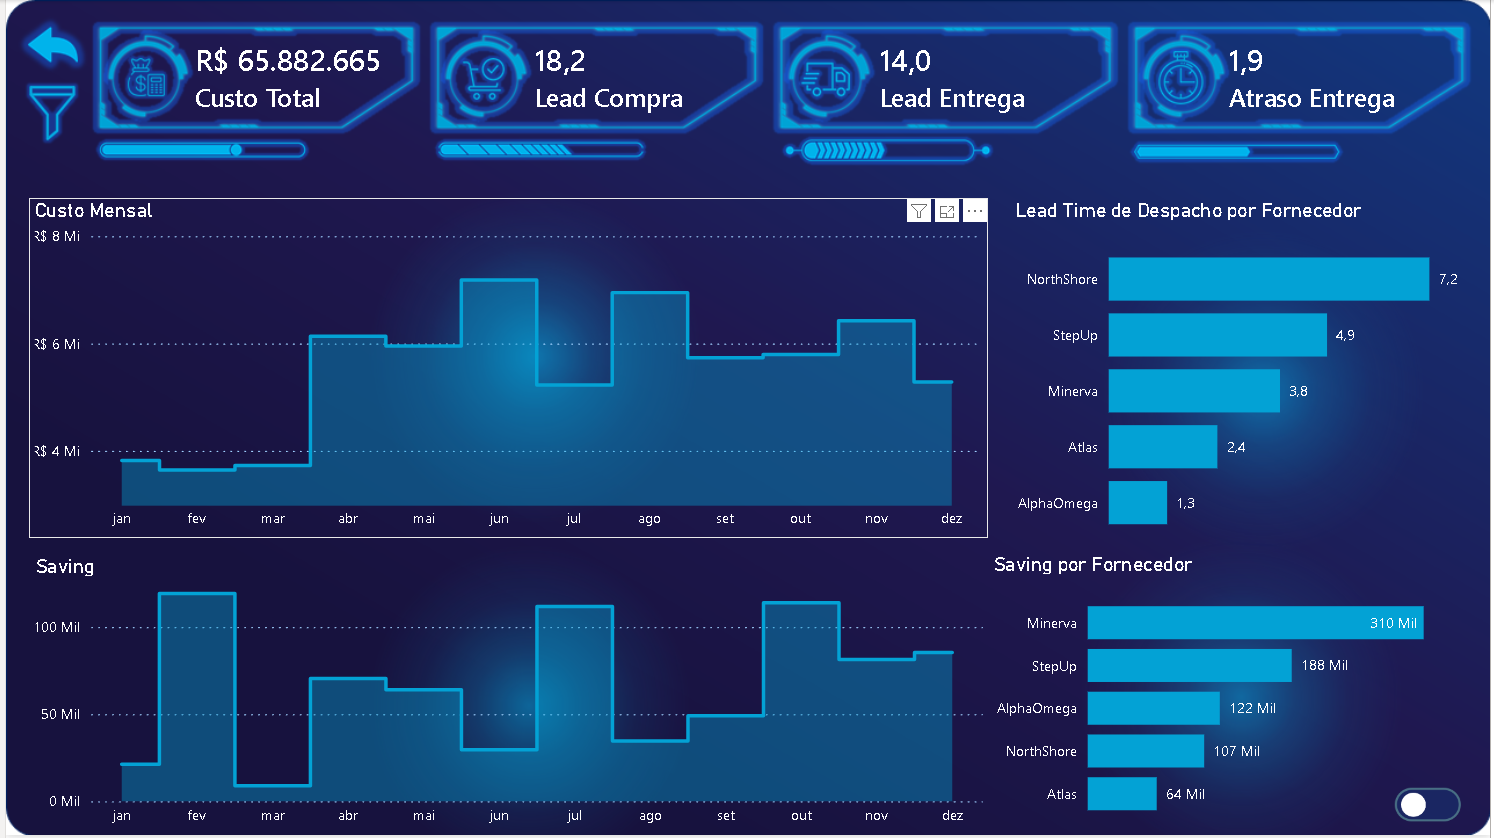 R$ 65.882.665
Custo Total
18,2
Lead Compra
14,0
Lead Entrega
1,9
Atraso Entrega
Custo Mensal
R$ 8 Mi
R$ 6 Mi
R$ 4 Mi
jan fev mar abr mai jun jul ago set out nov dez
Lead Time de Despacho por Fornecedor
NorthShore 7,2
StepUp 4,9
Minerva 3,8
Atlas 2,4
AlphaOmega 1,3
Saving
100 Mil
50 Mil
0 Mil
jan fev mar abr mai jun jul ago set out nov dez
Saving por Fornecedor
Minerva 310 Mil
StepUp 188 Mil
AlphaOmega 122 Mil
NorthShore 107 Mil
Atlas 64 Mil